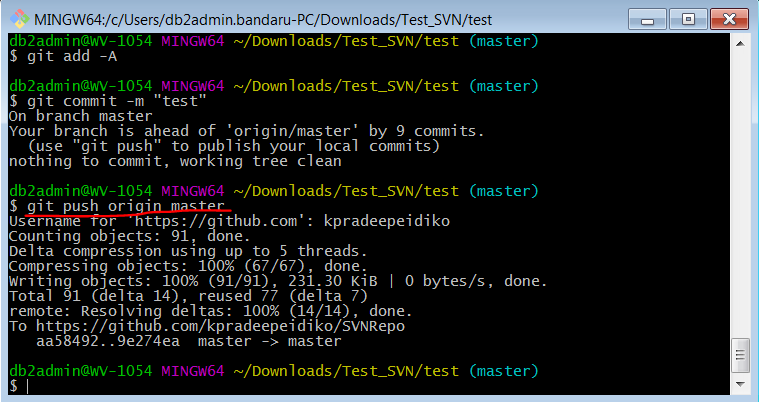 MINGW64:/c/Users/db2admin.bandaru-PC/Downloads/Test_SVN/test
db2admin@WV-1054 MINGW64 ~/Downloads/Test_SVN/test (master)
$ git add -A
db2admin@WV-1054 MINGW64 ~/Downloads/Test_SVN/test (master)
$ git commit -m "test"
On branch master
Your branch is ahead of 'origin/master' by 9 commits.
  (use "git push" to publish your local commits)
nothing to commit, working tree clean
db2admin@WV-1054 MINGW64 ~/Downloads/Test_SVN/test (master)
$ git push origin master
Username for 'https://github.com': kpradeepeidiko
Counting objects: 91, done.
Delta compression using up to 5 threads.
Compressing objects: 100% (67/67), done.
Writing objects: 100% (91/91), 231.30 KiB | 0 bytes/s, done.
Total 91 (delta 14), reused 77 (delta 7)
remote: Resolving deltas: 100% (14/14), done.
To https://github.com/kpradeepeidiko/SVNRepo
   aa58492..9e274ea  master -> master
db2admin@WV-1054 MINGW64 ~/Downloads/Test_SVN/test (master)
$